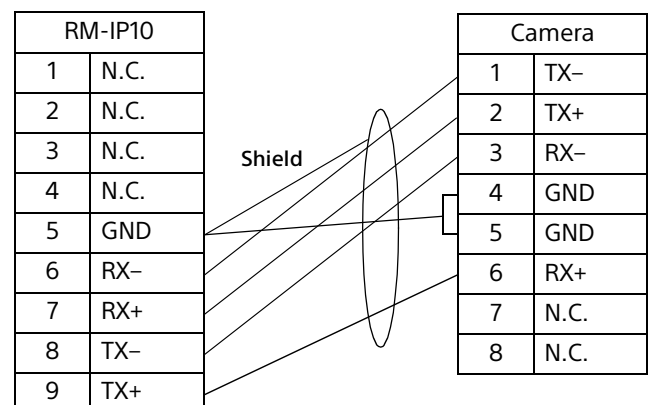 RM-IP10
1 N.C.
2 N.C.
3 N.C.
4 N.C.
5 GND
6 RX–
7 RX+
8 TX–
9 TX+
Shield
Camera
1 TX–
2 TX+
3 RX–
4 GND
5 GND
6 RX+
7 N.C.
8 N.C.